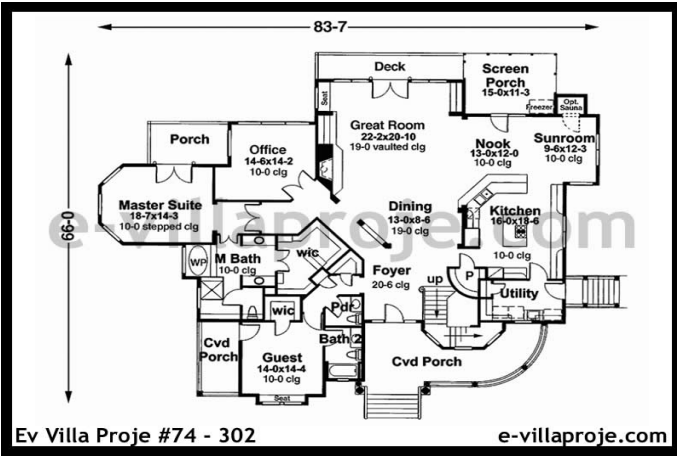 83-7
66-0
Deck
Screen
Porch
15-0x11-3
Seat
Freezer
Opt.
Sauna
Porch
Office
14-6x14-2
10-0 clg
Great Room
22-2x20-10
19-0 vaulted clg
Nook
13-0x12-0
10-0 clg
Sunroom
9-6x12-3
10-0 clg
Master Suite
18-7x14-3
10-0 stepped clg
Dining
13-0x8-6
19-0 clg
Kitchen
16-0x18-6
10-0 clg
e-villaproje.com
WP
M Bath
10-0 clg
wic
Foyer
20-6 clg
up
P
Utility
wic
Pdr
Bath 2
Cvd
Porch
Guest
14-0x14-4
10-0 clg
Seat
Cvd Porch
Ev Villa Proje #74 - 302
e-villaproje.com